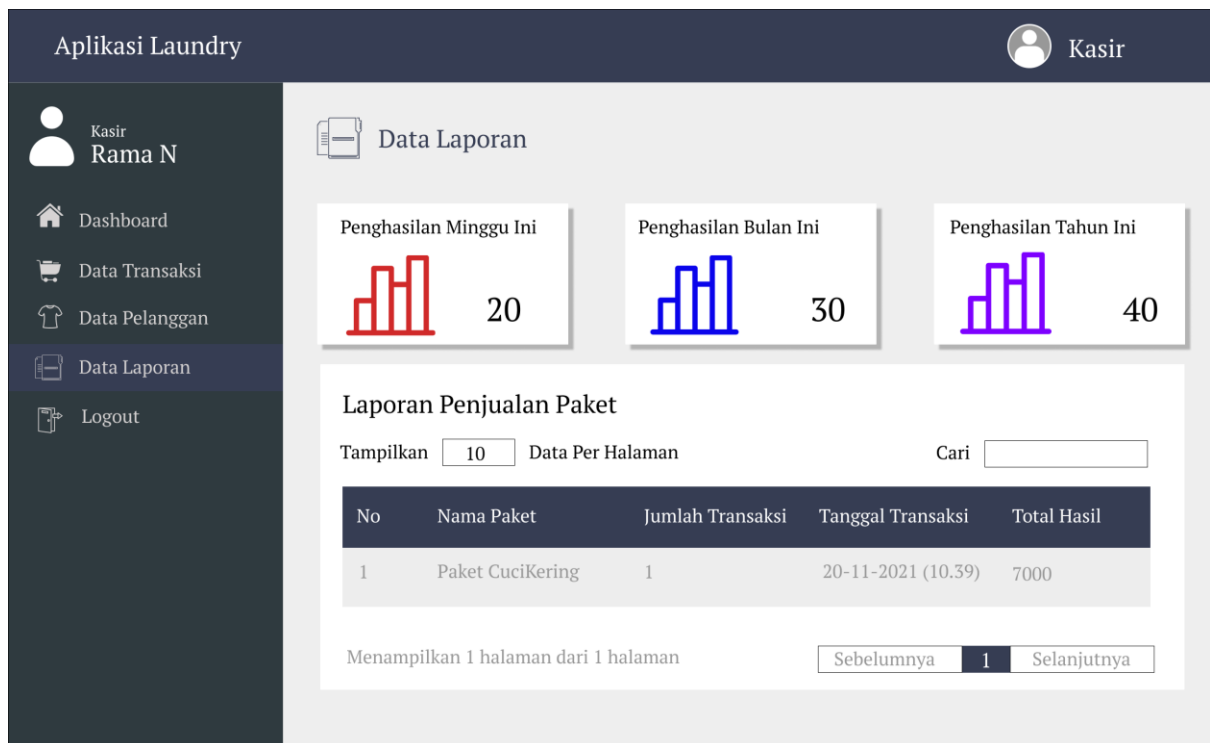 Aplikasi Laundry
Kasir
Kasir
Rama N
Dashboard
Data Transaksi
Data Pelanggan
Data Laporan
Logout
Data Laporan
Penghasilan Minggu Ini
20
Penghasilan Bulan Ini
30
Penghasilan Tahun Ini
40
Laporan Penjualan Paket
Tampilkan 10 Data Per Halaman Cari
No Nama Paket Jumlah Transaksi Tanggal Transaksi Total Hasil
1 Paket CuciKering 1 20-11-2021 (10.39) 7000
Menampilkan 1 halaman dari 1 halaman Sebelumnya 1 Selanjutnya